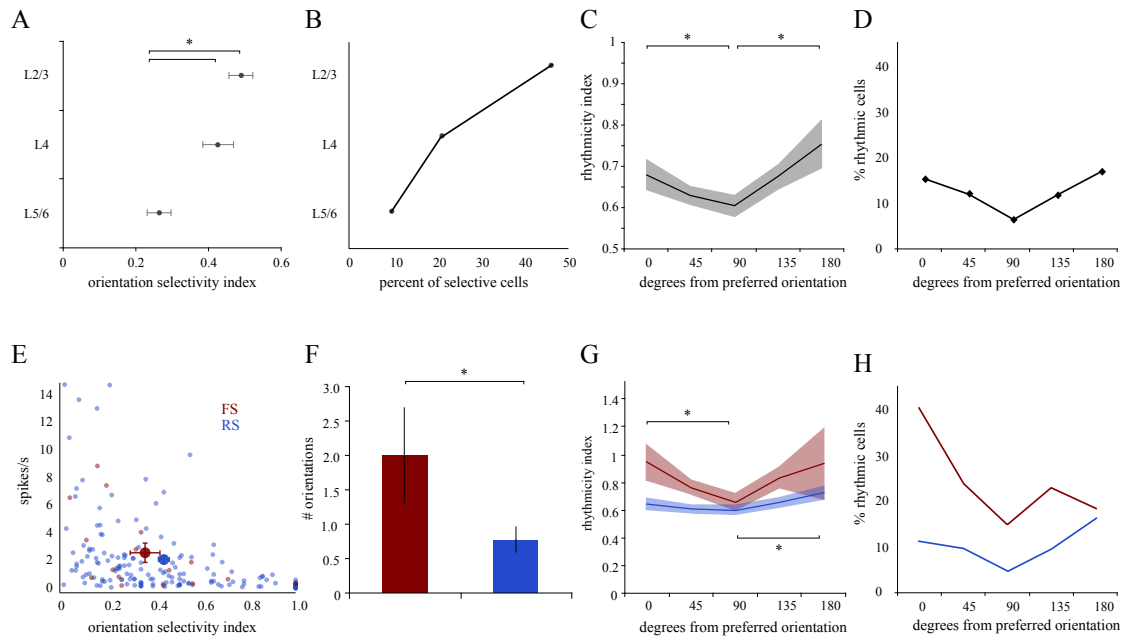 A
*
L2/3
L4
L5/6
0 0.2 0.4 0.6
orientation selectivity index
B
L2/3
L4
L5/6
0 10 20 30 40 50
percent of selective cells
C
* *
1
0.9
0.8
0.7
0.6
0.5
rhythmicity index
0 45 90 135 180
degrees from preferred orientation
D
40
30
20
10
0
% rhythmic cells
0 45 90 135 180
degrees from preferred orientation
E
14
12
10
8
6
4
2
0
spikes/s
FS
RS
0 0.2 0.4 0.6 0.8 1.0
orientation selectivity index
F
*
3.0
2.5
2.0
1.5
1.0
0.5
0
# orientations
G
*
1.4
1.2
1
0.8
0.6
0.4
0.2
0
rhythmicity index
*
0 45 90 135 180
degrees from preferred orientation
H
40
30
20
10
0
% rhythmic cells
0 45 90 135 180
degrees from preferred orientation